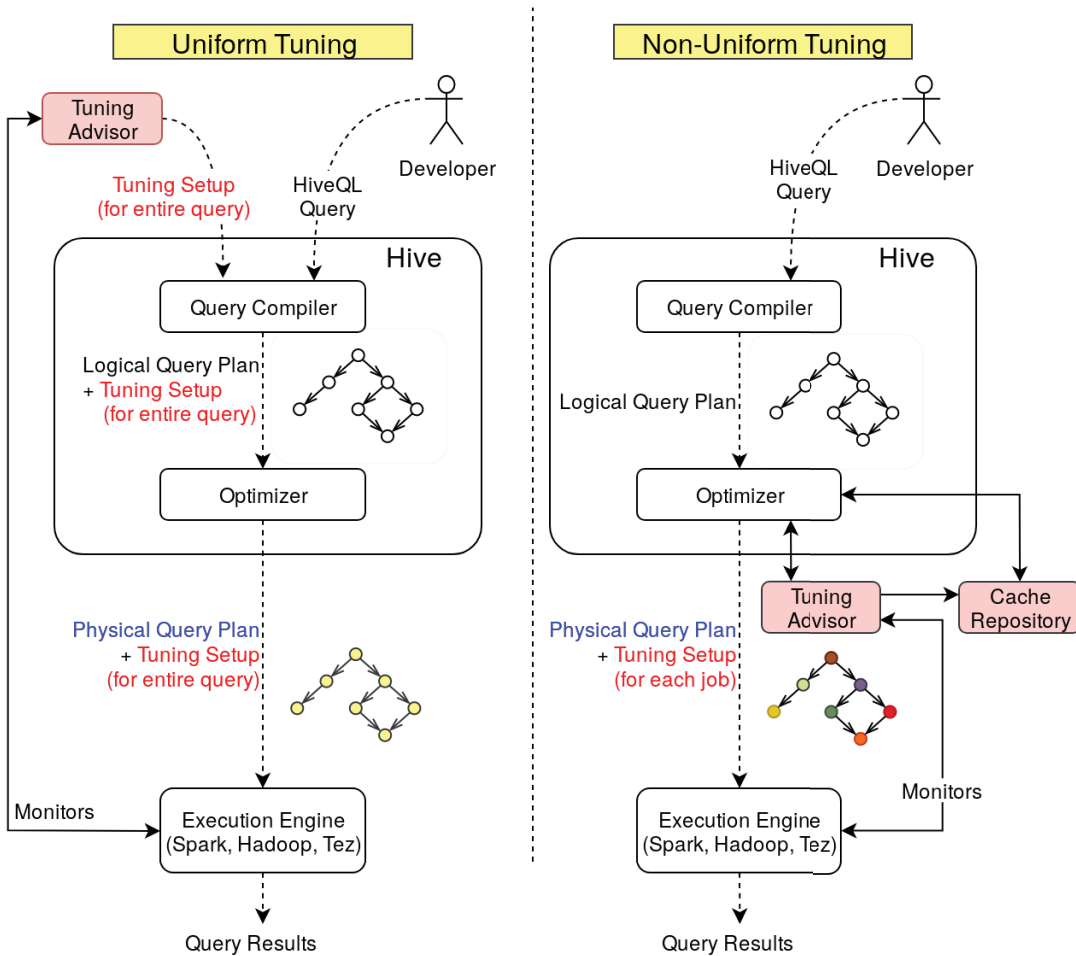 Uniform Tuning
Tuning
Advisor
Developer
Tuning Setup
(for entire query)
HiveQL
Query
Hive
Query Compiler
Logical Query Plan
+ Tuning Setup
(for entire query)
Optimizer
Physical Query Plan
+ Tuning Setup
(for entire query)
Monitors
Execution Engine
(Spark, Hadoop, Tez)
Query Results
Non-Uniform Tuning
Developer
HiveQL
Query
Hive
Query Compiler
Logical Query Plan
Optimizer
Tuning
Advisor
Cache
Repository
Physical Query Plan
+ Tuning Setup
(for each job)
Monitors
Execution Engine
(Spark, Hadoop, Tez)
Query Results